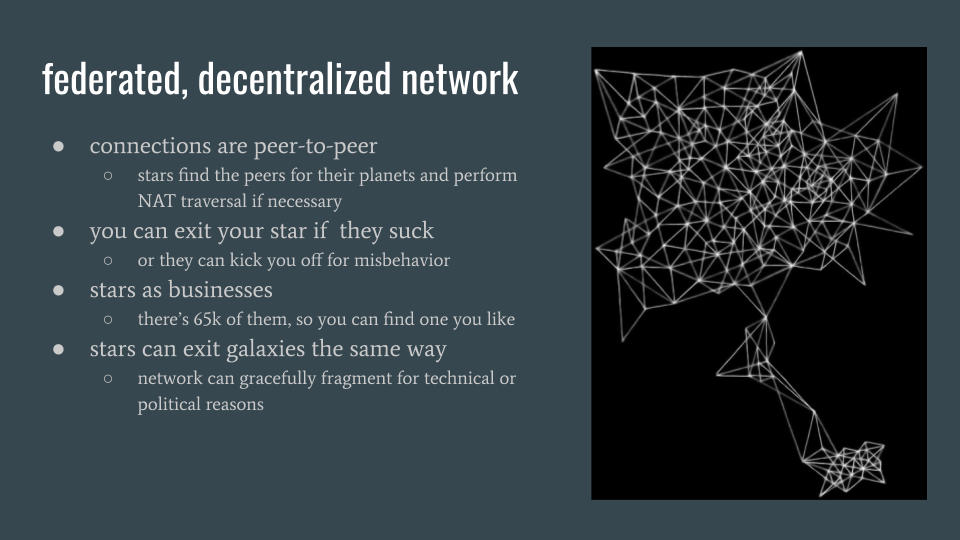 federated, decentralized network
● connections are peer-to-peer
○ stars find the peers for their planets and perform
NAT traversal if necessary
● you can exit your star if  they suck
○ or they can kick you off for misbehavior
● stars as businesses
○ there’s 65k of them, so you can find one you like
● stars can exit galaxies the same way
○ network can gracefully fragment for technical or
political reasons